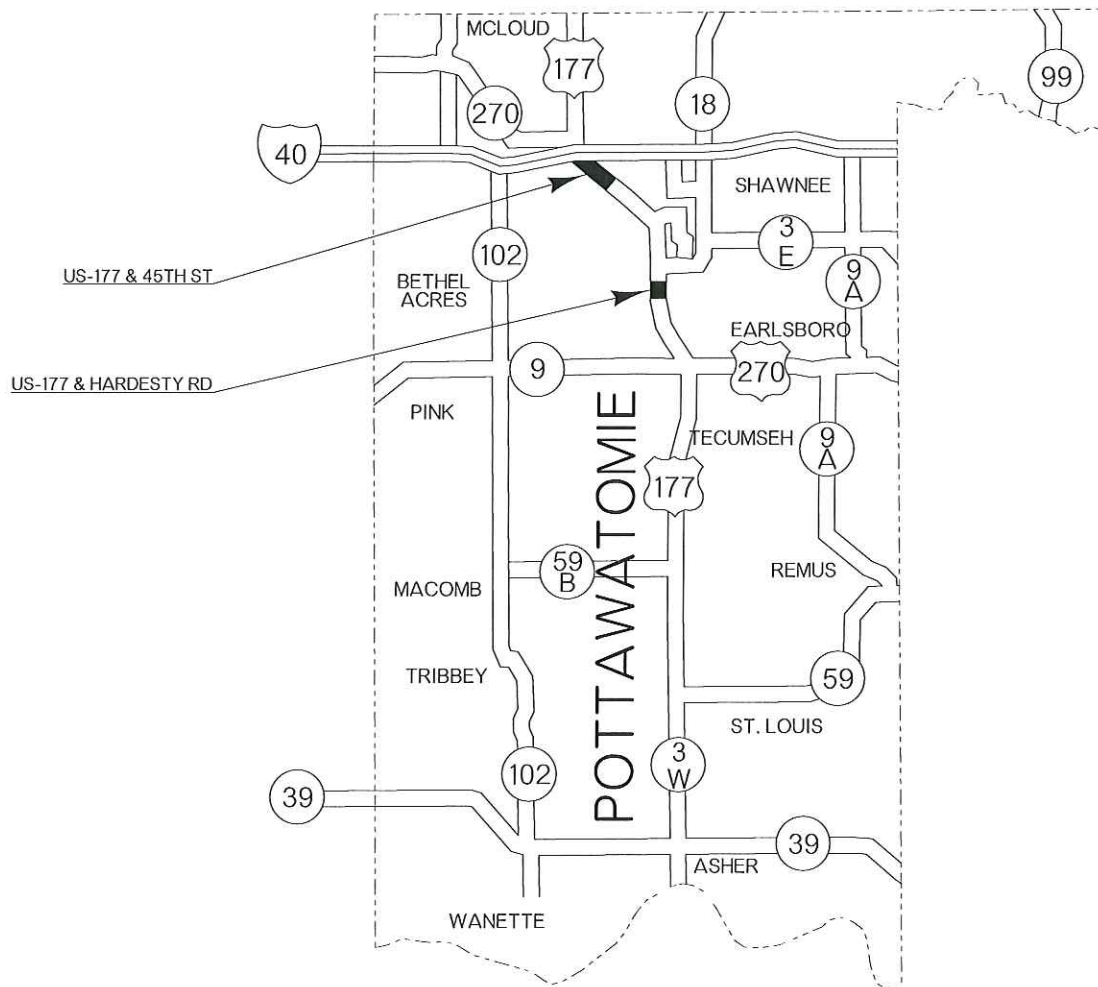 MCLOUD
177
270
18
99
40
SHAWNEE
3
E
102
9
A
US-177 & 45TH ST
BETHEL
ACRES
EARLSBORO
US-177 & HARDESTY RD
9
270
PINK
TECUMSEH
9
A
177
POTTAWATOMIE
59
B
REMUS
MACOMB
TRIBBEY
59
ST. LOUIS
3
W
102
39
39
ASHER
WANETTE